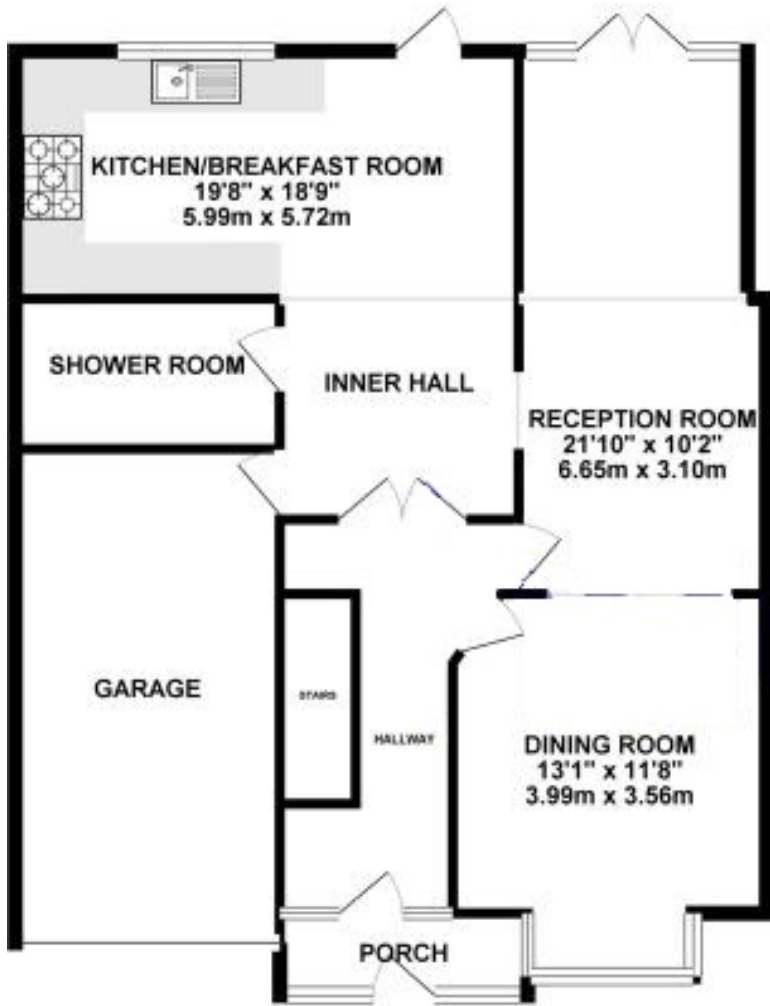 KITCHEN/BREAKFAST ROOM
19'8" x 18'9"
5.99m x 5.72m
SHOWER ROOM
INNER HALL
RECEPTION ROOM
21'10" x 10'2"
6.65m x 3.10m
GARAGE
STAIRS
HALLWAY
DINING ROOM
13'1" x 11'8"
3.99m x 3.56m
PORCH